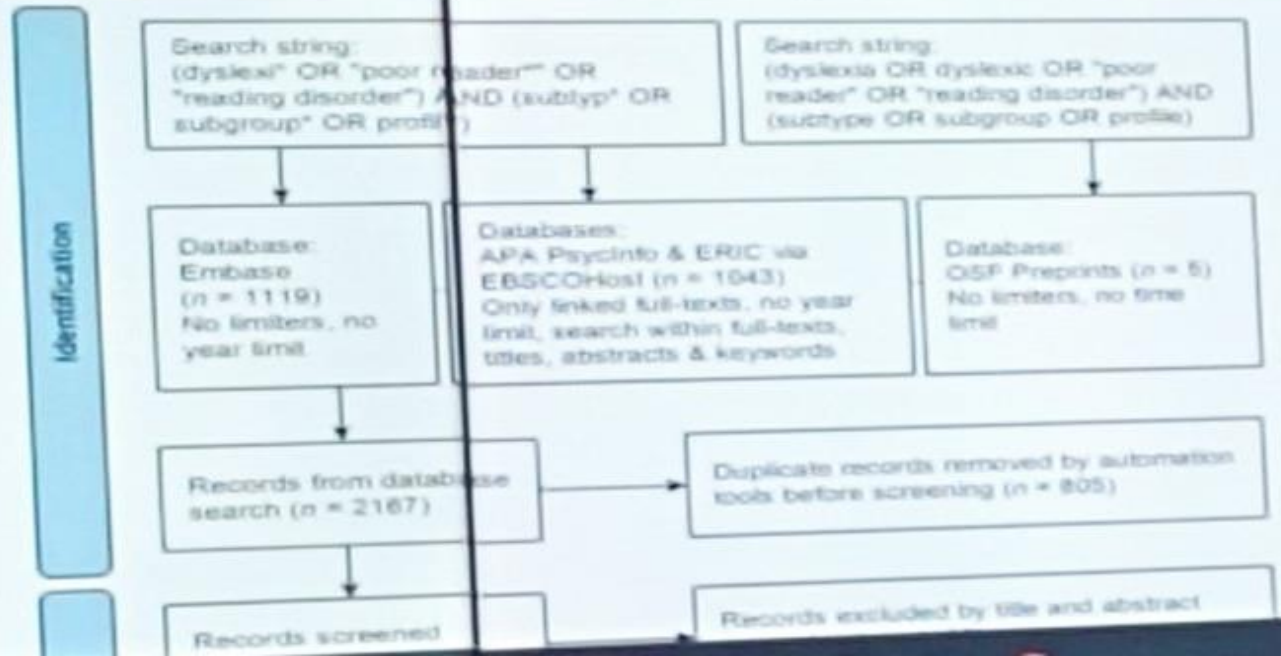 Identification
Search string:
(dyslexi* OR "poor reader*" OR
"reading disorder") AND (subtyp* OR
subgroup* OR profil*)
Search string:
(dyslexia OR dyslexic OR "poor
reader" OR "reading disorder") AND
(subtype OR subgroup OR profile)
Database:
Embase
(n = 1119)
No limiters, no
year limit
Databases:
APA PsycInfo & ERIC via
EBSCOHost (n = 1043)
Only linked full-texts, no year
limit, search within full-texts,
titles, abstracts & keywords
Database:
OSF Preprints (n = 5)
No limiters, no time
limit
Records from database
search (n = 2167)
Duplicate records removed by automation
tools before screening (n = 805)
Records screened
Records excluded by title and abstract